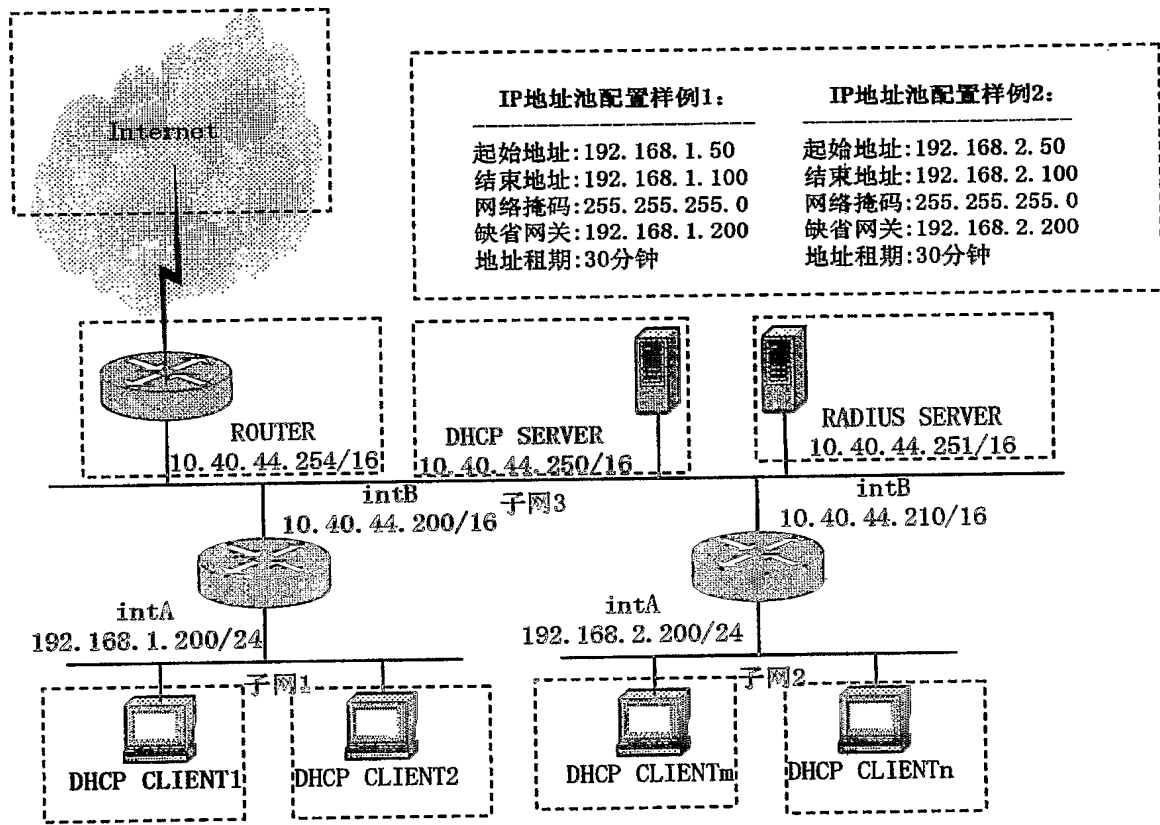 Internet
IP地址池配置样例1:
起始地址:192.168.1.50
结束地址:192.168.1.100
网络掩码:255.255.255.0
缺省网关:192.168.1.200
地址租期:30分钟
IP地址池配置样例2:
起始地址:192.168.2.50
结束地址:192.168.2.100
网络掩码:255.255.255.0
缺省网关:192.168.2.200
地址租期:30分钟
ROUTER
10.40.44.254/16
DHCP SERVER
10.40.44.250/16
RADIUS SERVER
10.40.44.251/16
intB
10.40.44.200/16
子网3
intB
10.40.44.210/16
intA
192.168.1.200/24
intA
192.168.2.200/24
子网1
子网2
DHCP CLIENT1
DHCP CLIENT2
DHCP CLIENTm
DHCP CLIENTn